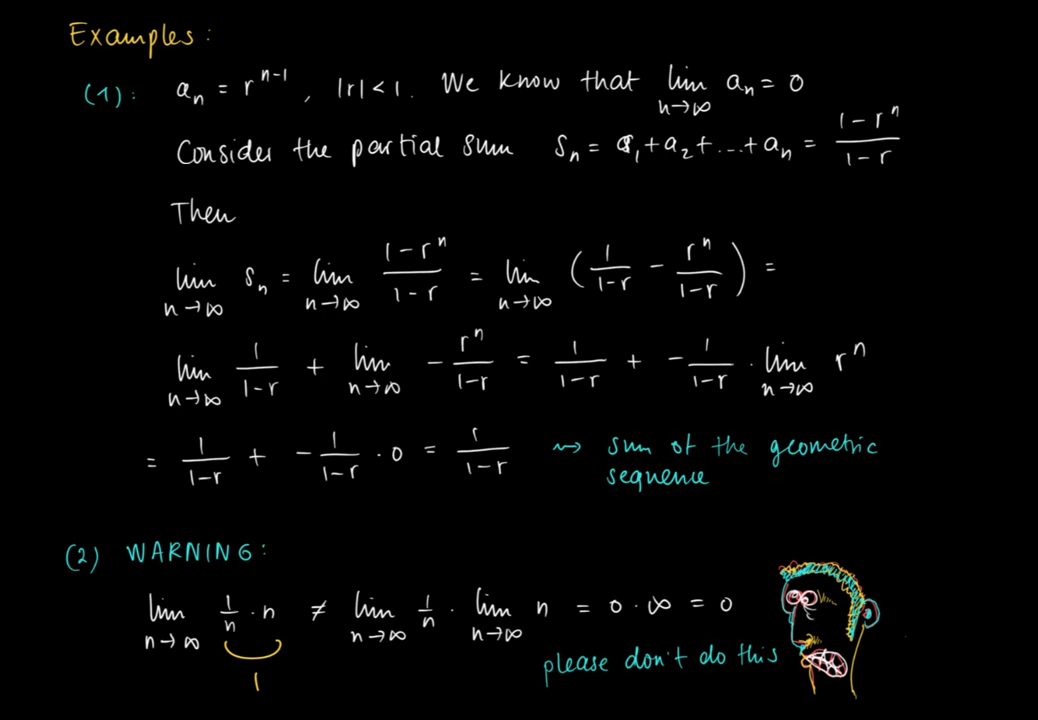 Examples:
(1): aₙ = rⁿ⁻¹, |r| < 1. We know that lim_{n→∞} aₙ = 0
Consider the partial sum sₙ = a₁ + a₂ + ... + aₙ = (1 - rⁿ)/(1 - r)
Then
lim_{n→∞} sₙ = lim_{n→∞} (1 - rⁿ)/(1 - r) = lim_{n→∞} (1/(1 - r) - rⁿ/(1 - r)) =
lim_{n→∞} 1/(1 - r) + lim_{n→∞} - rⁿ/(1 - r) = 1/(1 - r) + - 1/(1 - r) · lim_{n→∞} rⁿ
= 1/(1 - r) + - 1/(1 - r) · 0 = 1/(1 - r) ⇝ sum of the geometric
sequence
(2) WARNING:
lim_{n→∞} 1/n · n ≠ lim_{n→∞} 1/n · lim_{n→∞} n = 0 · ∞ = 0
1
please don't do this